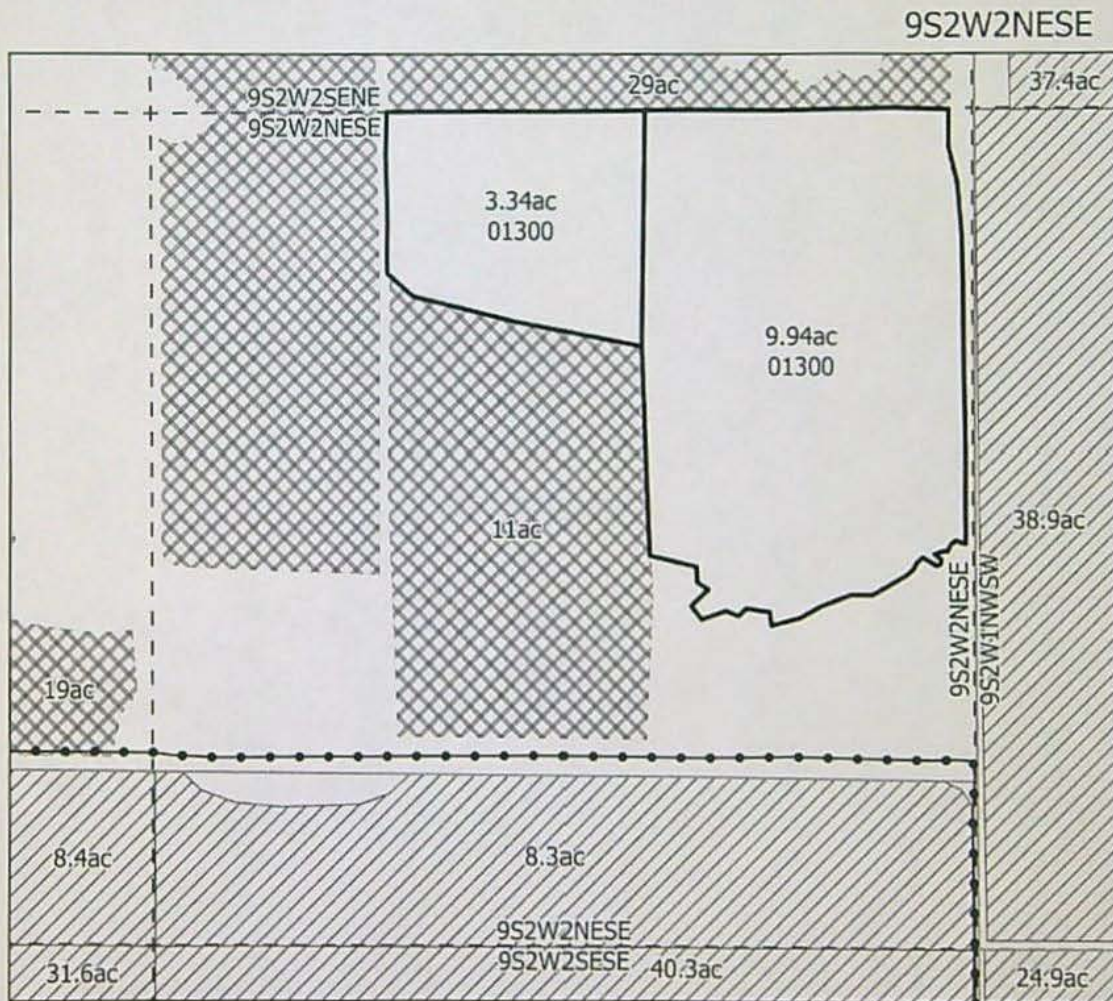 9S2W2NESE
29ac
37.4ac
9S2W2SENE
9S2W2NESE
3.34ac
01300
9.94ac
01300
11ac
38.9ac
9S2W2NESE
9S2W1NWSW
19ac
8.4ac
8.3ac
9S2W2NESE
9S2W2SESE
31.6ac
40.3ac
24.9ac